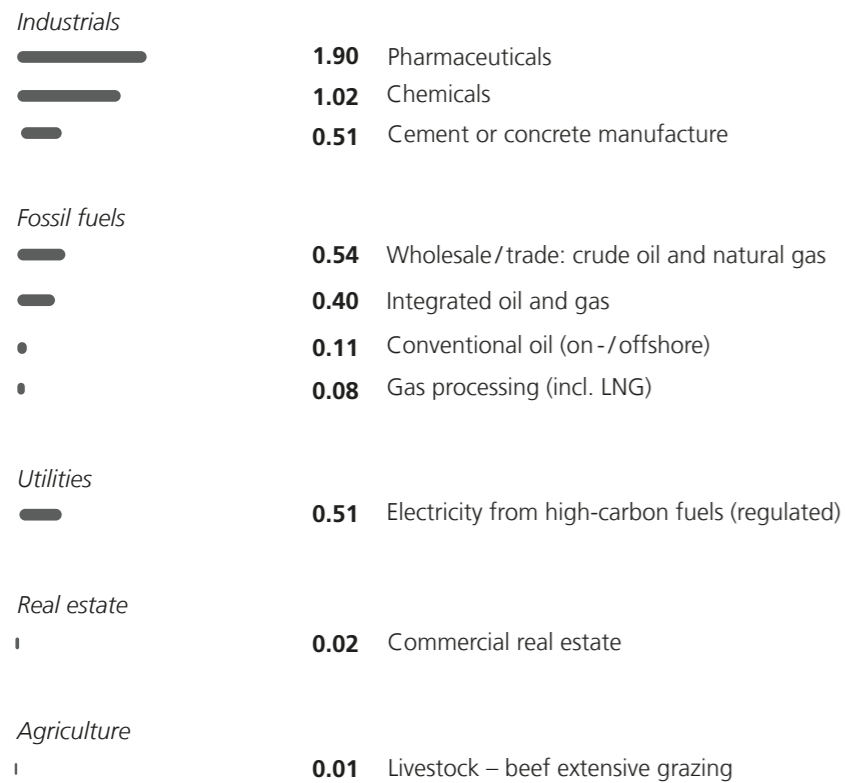 Industrials
1.90 Pharmaceuticals
1.02 Chemicals
0.51 Cement or concrete manufacture
Fossil fuels
0.54 Wholesale/trade: crude oil and natural gas
0.40 Integrated oil and gas
0.11 Conventional oil (on-/offshore)
0.08 Gas processing (incl. LNG)
Utilities
0.51 Electricity from high-carbon fuels (regulated)
Real estate
0.02 Commercial real estate
Agriculture
0.01 Livestock – beef extensive grazing